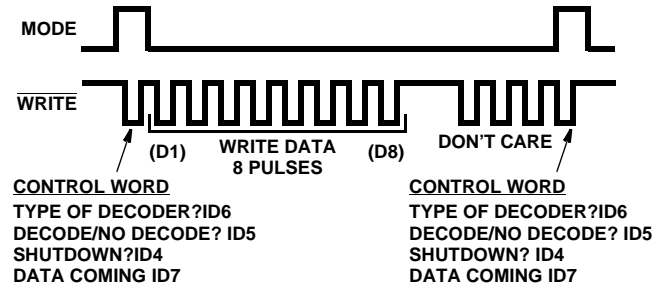 MODE
WRITE
(D1)
WRITE DATA
8 PULSES
(D8)
DON'T CARE
CONTROL WORD
TYPE OF DECODER?ID6
DECODE/NO DECODE? ID5
SHUTDOWN?ID4
DATA COMING ID7
CONTROL WORD
TYPE OF DECODER?ID6
DECODE/NO DECODE? ID5
SHUTDOWN? ID4
DATA COMING ID7